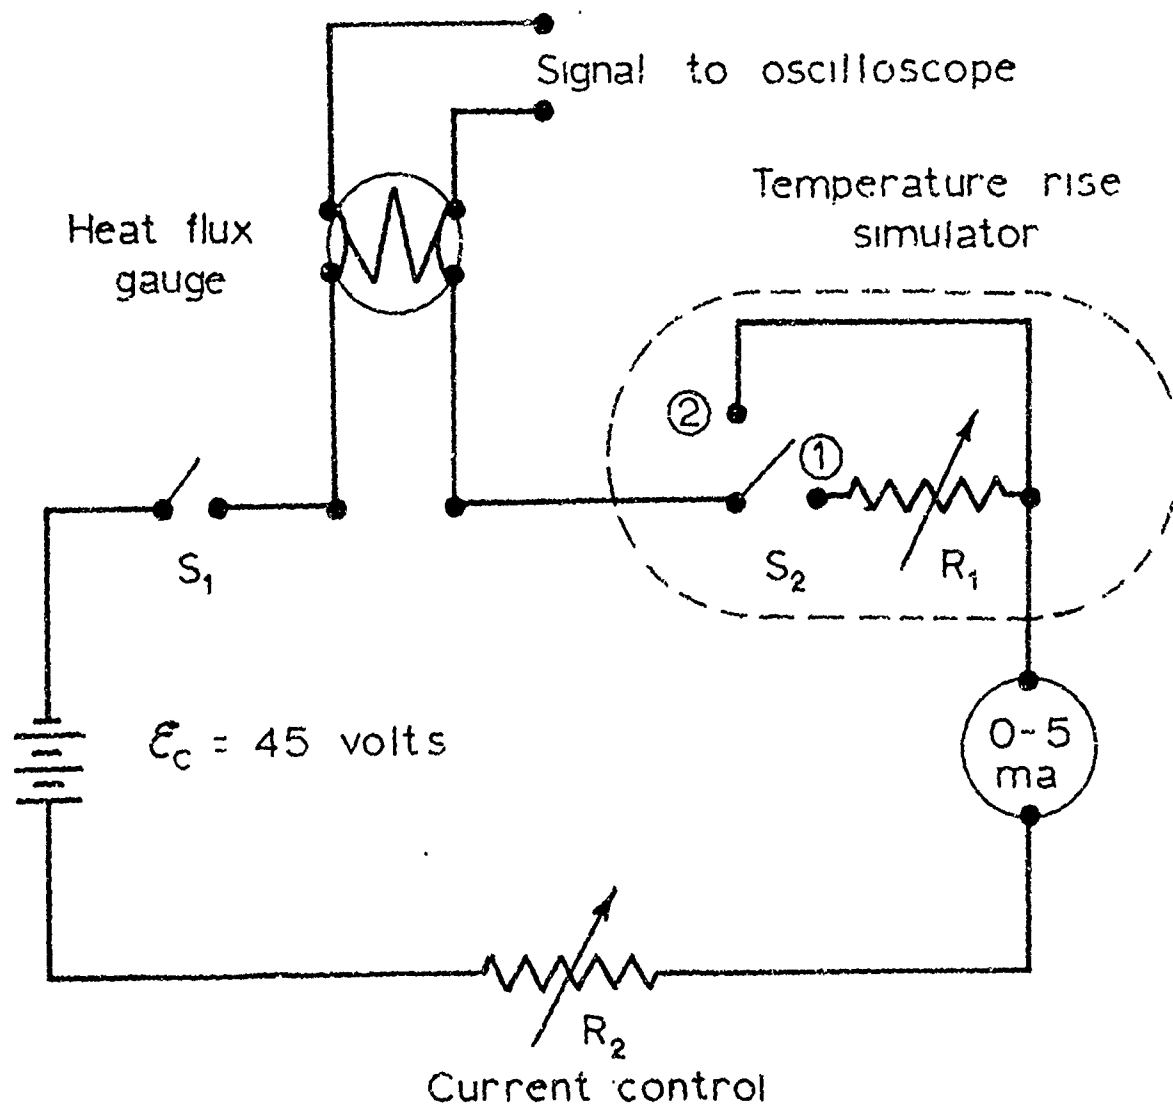 Signal to oscilloscope
Temperature rise
simulator
Heat flux
gauge
②
①
S₁
S₂
R₁
ℰc = 45 volts
0-5
ma
R₂
Current control